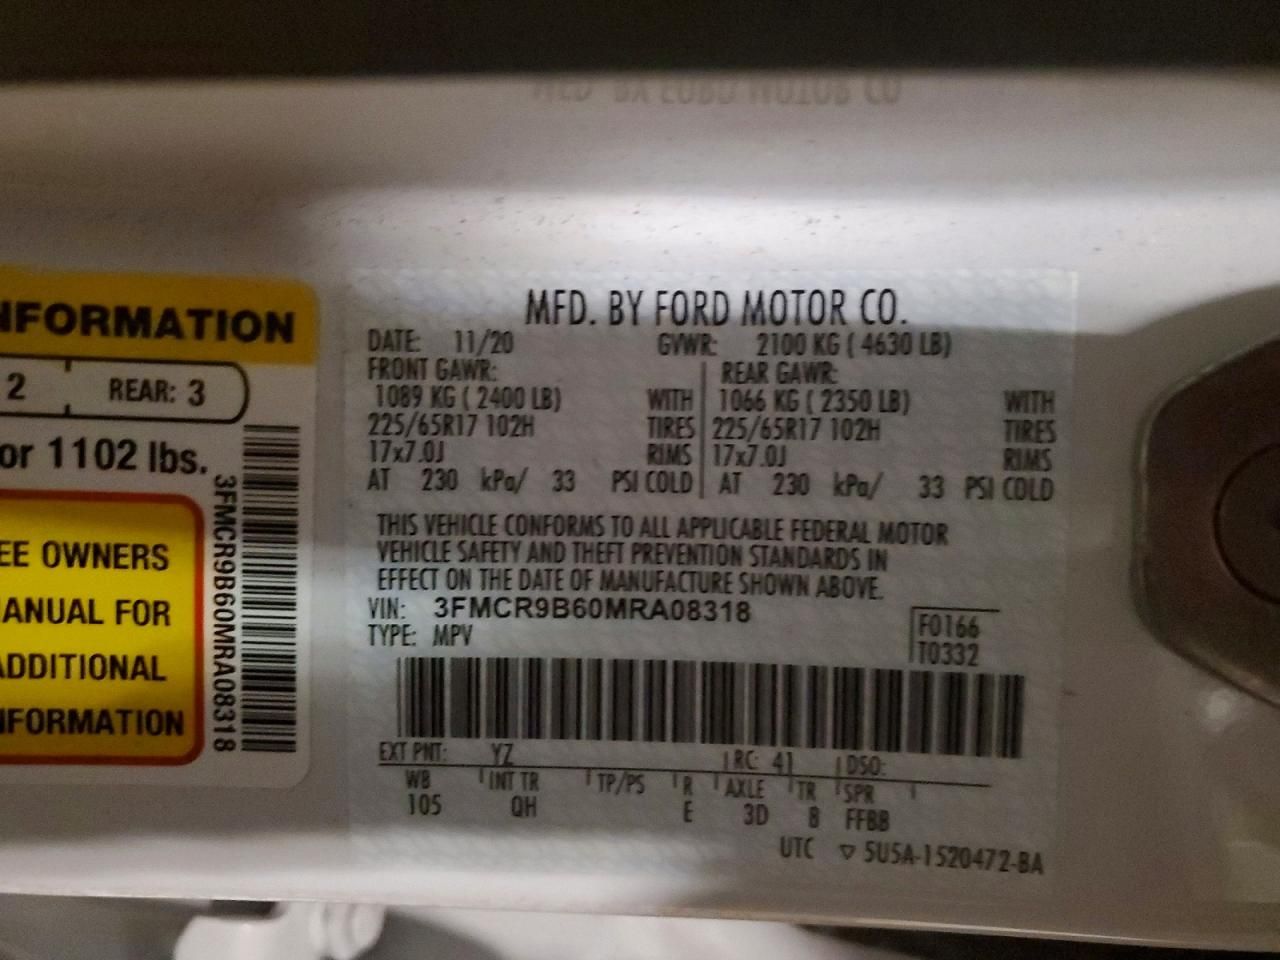 MFD. BY FORD MOTOR CO.
NFORMATION
2 REAR: 3
or 1102 lbs.
3FMCR9B60MRA08318
EE OWNERS
ANUAL FOR
ADDITIONAL
NFORMATION
MFD. BY FORD MOTOR CO.
DATE: 11/20 GVWR: 2100 KG ( 4630 LB)
FRONT GAWR: REAR GAWR:
1089 KG ( 2400 LB) WITH 1066 KG ( 2350 LB) WITH
225/65R17 102H TIRES 225/65R17 102H TIRES
17x7.0J RIMS 17x7.0J RIMS
AT 230 kPa/ 33 PSI COLD AT 230 kPa/ 33 PSI COLD
THIS VEHICLE CONFORMS TO ALL APPLICABLE FEDERAL MOTOR
VEHICLE SAFETY AND THEFT PREVENTION STANDARDS IN
EFFECT ON THE DATE OF MANUFACTURE SHOWN ABOVE.
VIN: 3FMCR9B60MRA08318
TYPE: MPV
F0166
T0332
EXT PNT: YZ RC: 41 DSO:
WB INT TR TP/PS R AXLE TR SPR
105 QH E 3D 8 FFBB
UTC ▽ 5U5A-1520472-BA